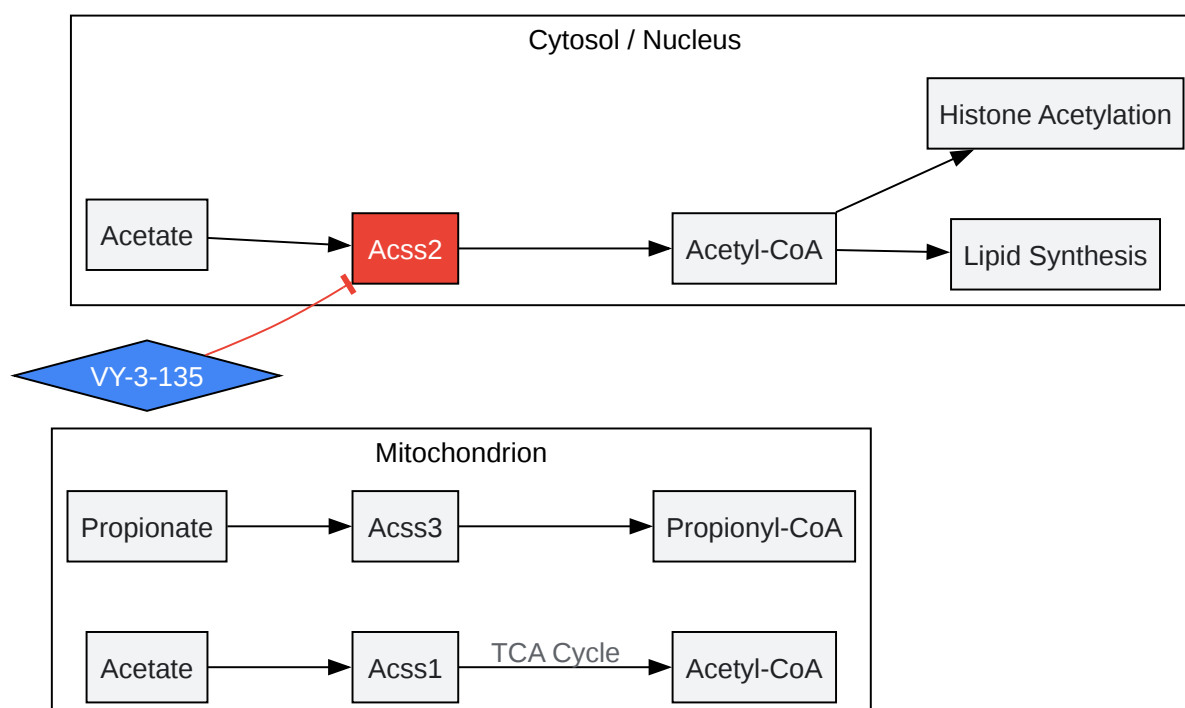 Cytosol / Nucleus
Histone Acetylation
Acetate
Acss2
Acetyl-CoA
Lipid Synthesis
VY-3-135
Mitochondrion
Propionate
Acss3
Propionyl-CoA
Acetate
Acss1
TCA Cycle
Acetyl-CoA